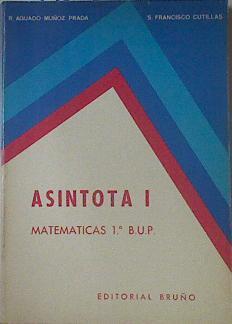 R. AGUADO MUÑOZ PRADA
S. FRANCISCO CUTILLAS
ASINTOTA I
MATEMATICAS 1.º B.U.P.
EDITORIAL BRUÑO